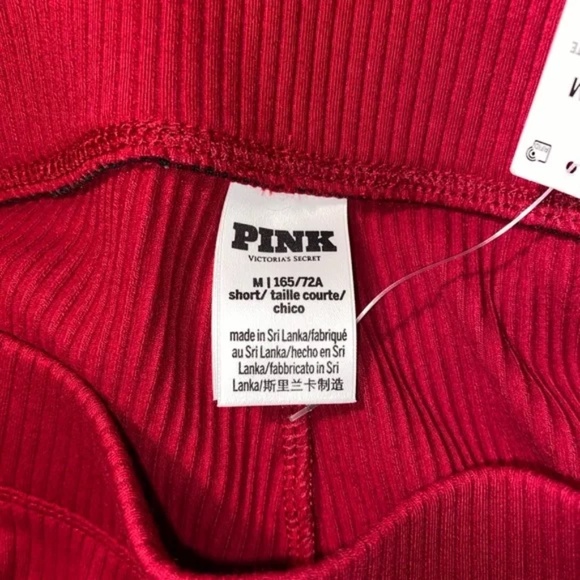 PINK
VICTORIA'S SECRET
M | 165/72A
short/ taille courte/
chico
made in Sri Lanka/fabriqué
au Sri Lanka/hecho en Sri
Lanka/fabbricato in Sri
Lanka/斯里兰卡制造